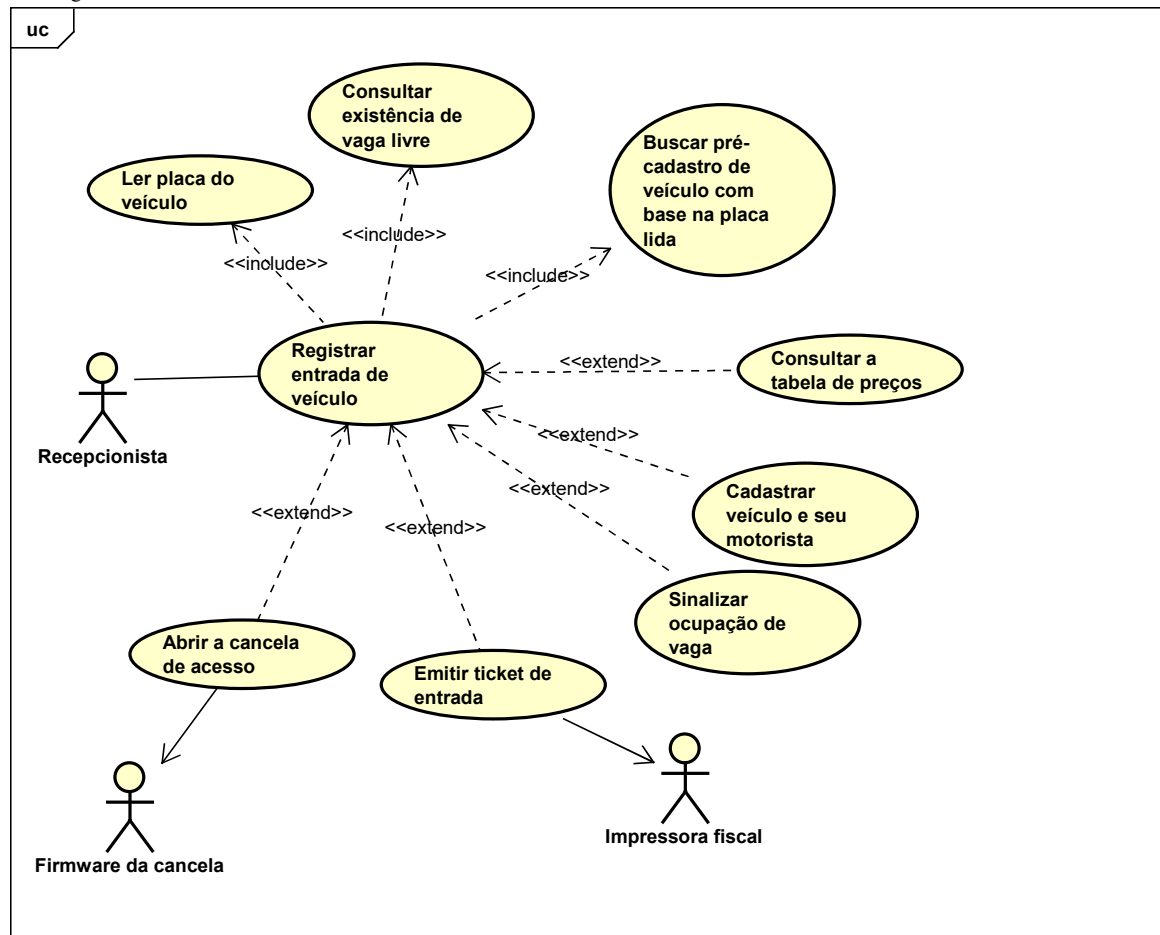 uc
Consultar
existência de
vaga livre
Buscar pré-
cadastro de
veículo com
base na placa
lida
Ler placa do
veículo
<<include>>
<<include>>
<<include>>
Registrar
entrada de
veículo
<<extend>>
Consultar a
tabela de preços
Recepcionista
<<extend>>
Cadastrar
veículo e seu
motorista
<<extend>>
<<extend>>
<<extend>>
Sinalizar
ocupação de
vaga
Abrir a cancela
de acesso
Emitir ticket de
entrada
Impressora fiscal
Firmware da cancela